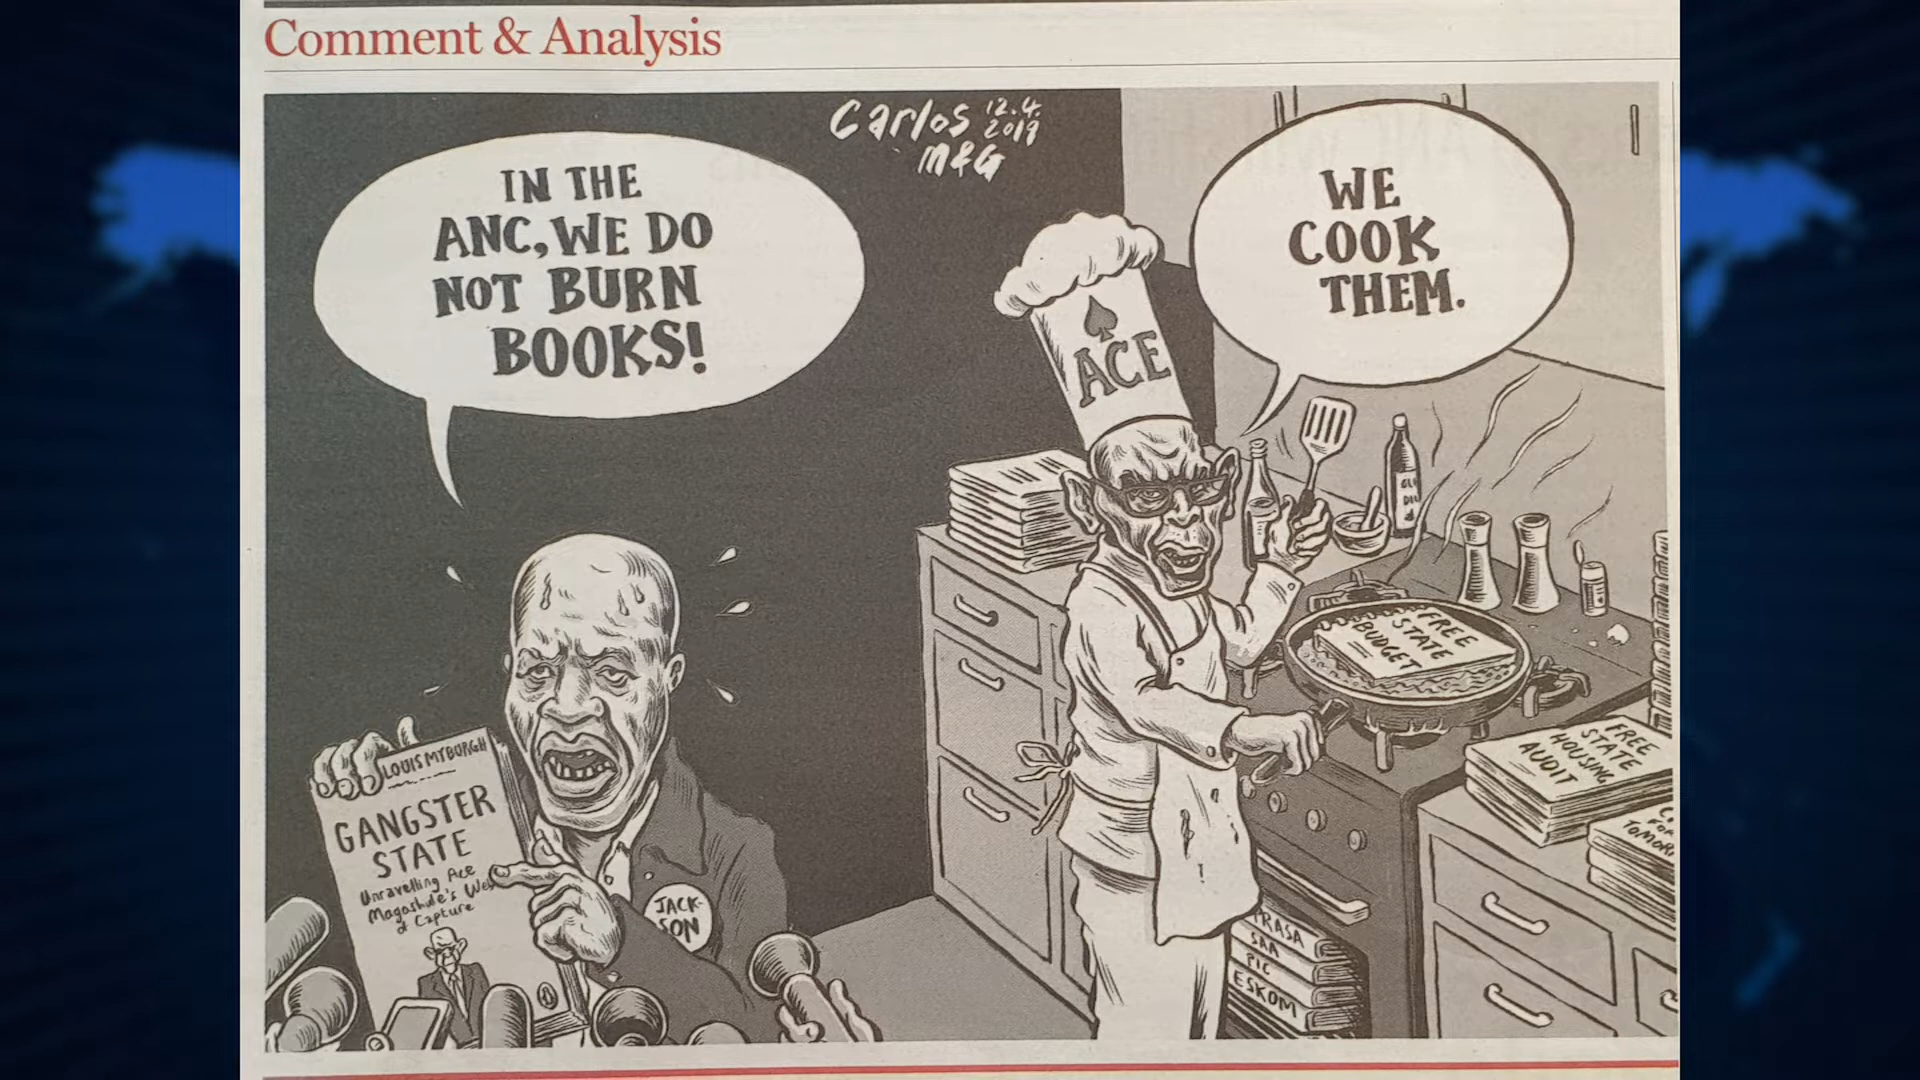 Comment & Analysis
Carlos 12.4.
2019
M&G
IN THE
ANC, WE DO
NOT BURN
BOOKS!
WE
COOK
THEM.
ACE
LOUIS MYBURGH
GANGSTER
STATE
Unravelling Ace
Magashule's Web
of Capture
JACK-
SON
FREE
STATE
BUDGET
FREE
STATE
HOUSING
AUDIT
PRASA
SAA
PIC
ESKOM